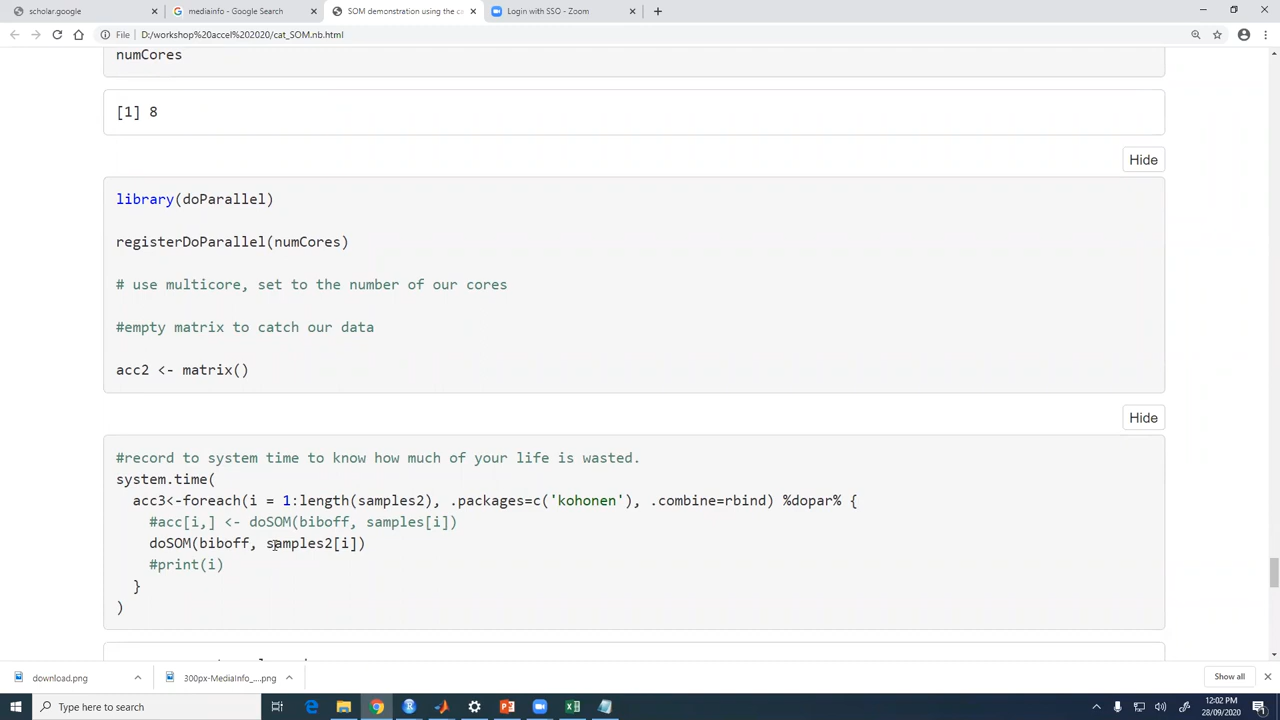 scholar.google
mediainfo - Google Search
SOM demonstration using the ca
Login with SSO - Zoom
File
D:/workshop%20accel%202020/cat_SOM.nb.html
numCores
[1] 8
Hide
library(doParallel)
registerDoParallel(numCores)
# use multicore, set to the number of our cores
#empty matrix to catch our data
acc2 <- matrix()
Hide
#record to system time to know how much of your life is wasted.
system.time(
acc3<-foreach(i = 1:length(samples2), .packages=c('kohonen'), .combine=rbind) %dopar% {
#acc[i,] <- doSOM(biboff, samples[i])
doSOM(biboff, samples2[i])
#print(i)
}
)
download.png
300px-MediaInfo_....png
Show all
Type here to search
12:02 PM
28/09/2020